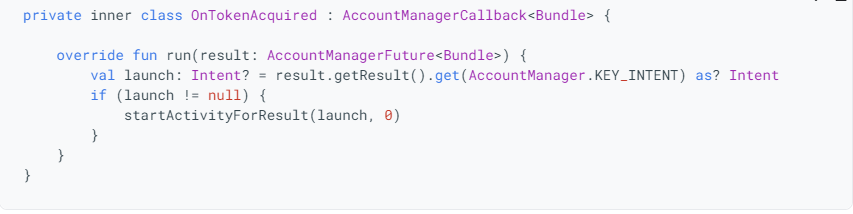 private inner class OnTokenAcquired : AccountManagerCallback<Bundle> {
override fun run(result: AccountManagerFuture<Bundle>) {
val launch: Intent? = result.getResult().get(AccountManager.KEY_INTENT) as? Intent
if (launch != null) {
startActivityForResult(launch, 0)
}
}
}